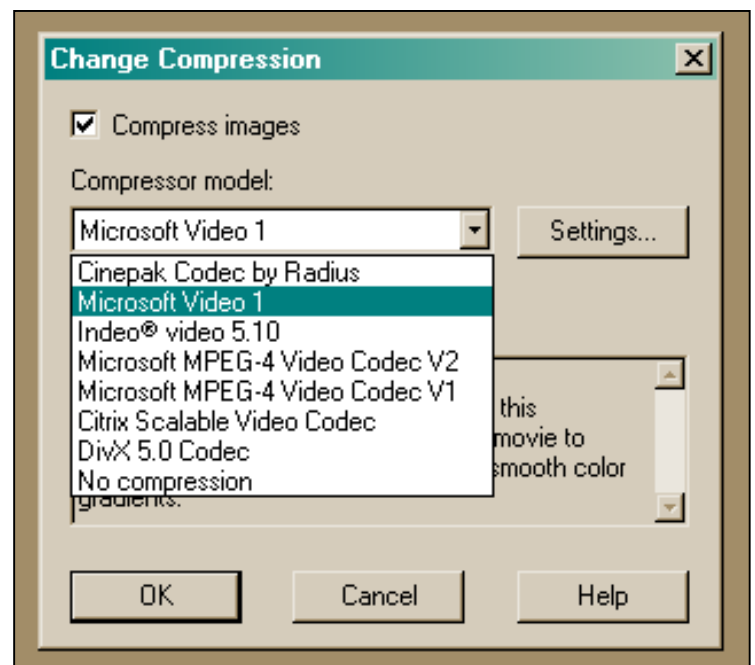 Change Compression
Compress images
Compressor model:
Microsoft Video 1
Settings...
Cinepak Codec by Radius
Microsoft Video 1
Indeo® video 5.10
Microsoft MPEG-4 Video Codec V2
Microsoft MPEG-4 Video Codec V1
this
Citrix Scalable Video Codec
movie to
DivX 5.0 Codec
smooth color
No compression
gradients.
OK
Cancel
Help